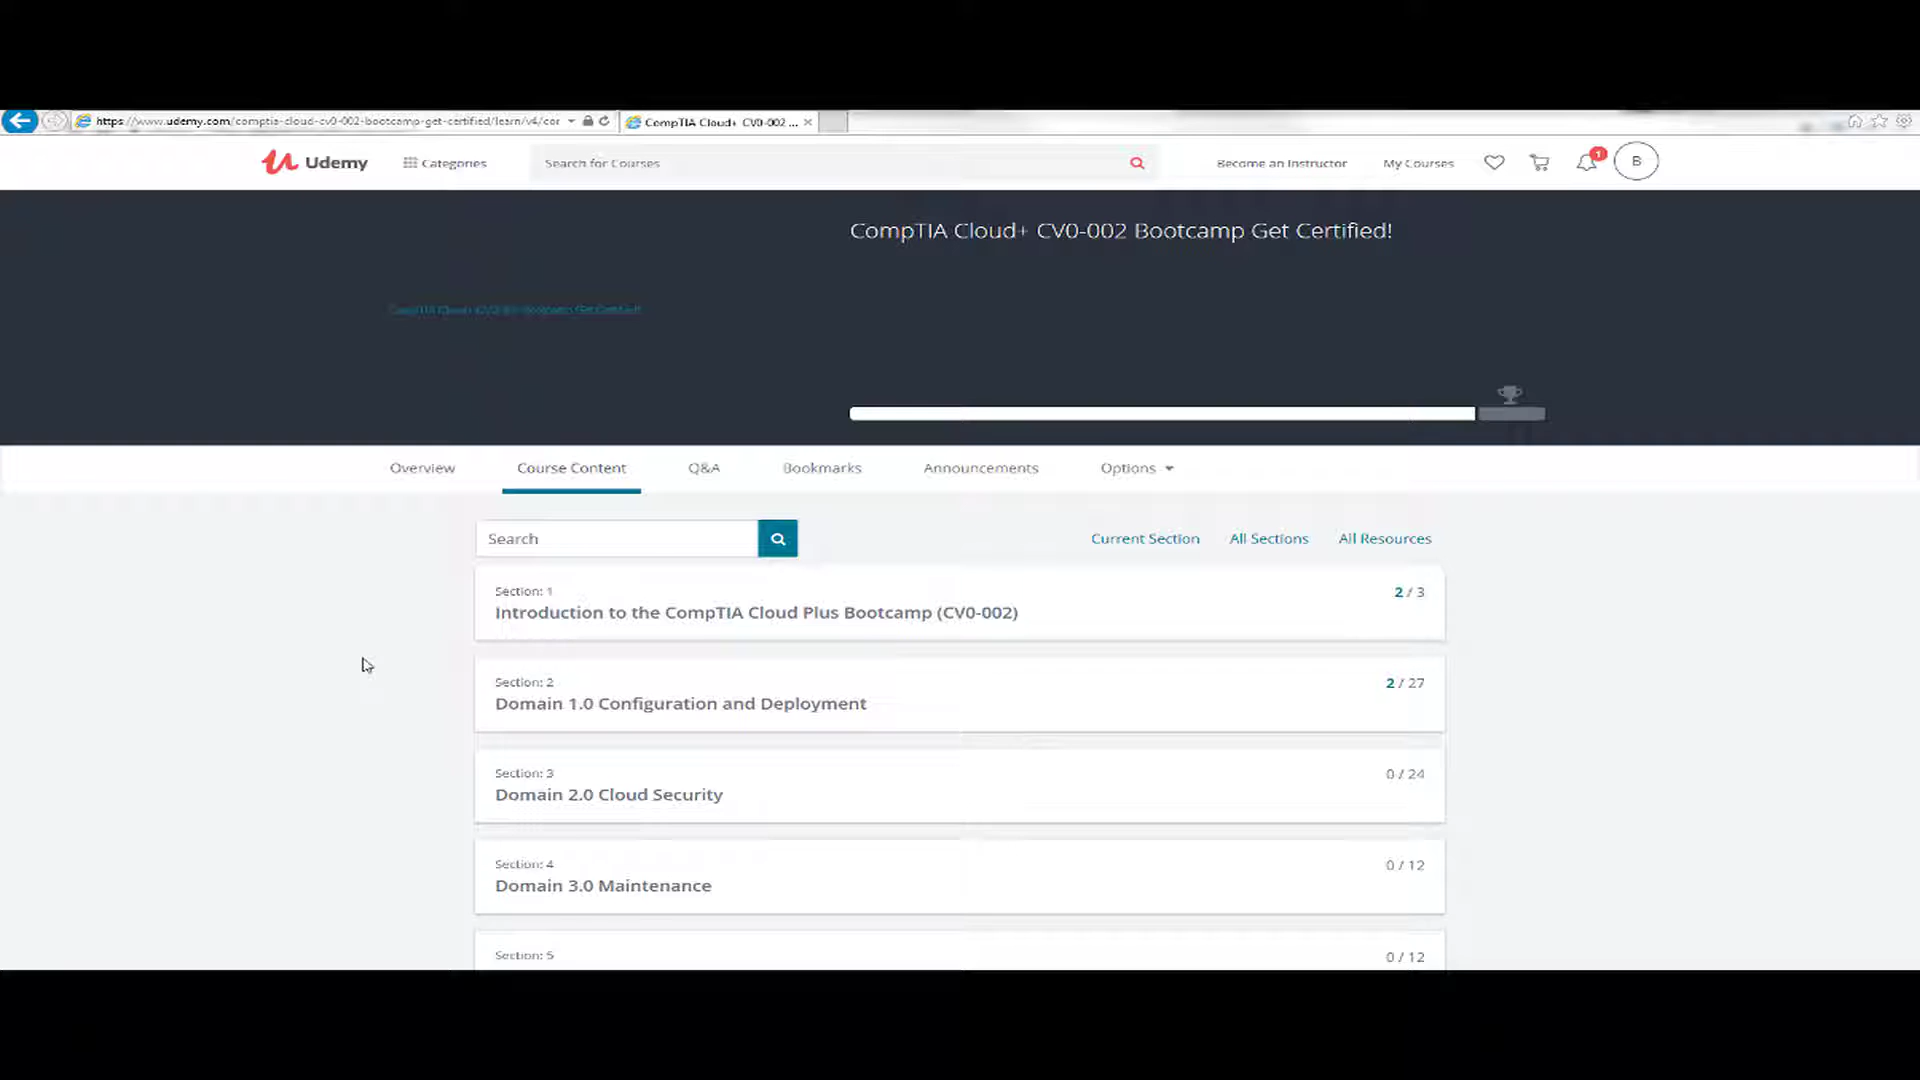 https://www.udemy.com/comptia-cloud-cv0-002-bootcamp-get-certified/learn/v4/cor
CompTIA Cloud+ CV0-002 ...
Udemy
Categories
Search for Courses
Become an Instructor
My Courses
1
B
CompTIA Cloud+ CV0-002 Bootcamp Get Certified!
CompTIA Cloud+ CV0-002 Bootcamp Get Certified!
Overview
Course Content
Q&A
Bookmarks
Announcements
Options
Search
Current Section
All Sections
All Resources
Section: 1
2 / 3
Introduction to the CompTIA Cloud Plus Bootcamp (CV0-002)
Section: 2
2 / 27
Domain 1.0 Configuration and Deployment
Section: 3
0 / 24
Domain 2.0 Cloud Security
Section: 4
0 / 12
Domain 3.0 Maintenance
Section: 5
0 / 12